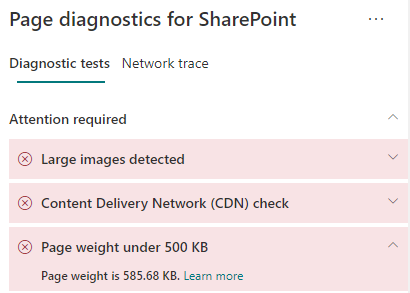 Page diagnostics for SharePoint
Diagnostic tests Network trace
Attention required
Large images detected
Content Delivery Network (CDN) check
Page weight under 500 KB
Page weight is 585.68 KB. Learn more